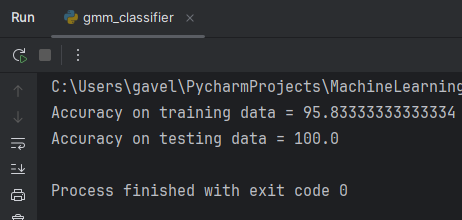 Run gmm_classifier
C:\Users\gavel\PycharmProjects\MachineLearning
Accuracy on training data = 95.83333333333334
Accuracy on testing data = 100.0
Process finished with exit code 0